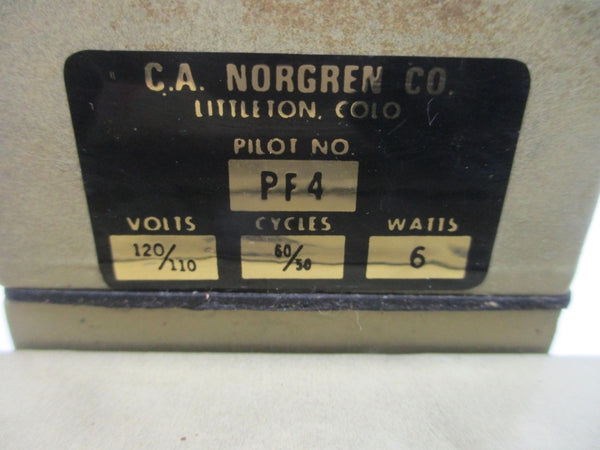 C.A. NORGREN CO.
LITTLETON, COLO
PILOT NO.
PF4
VOLTS CYCLES WATTS
120/110 60/50 6